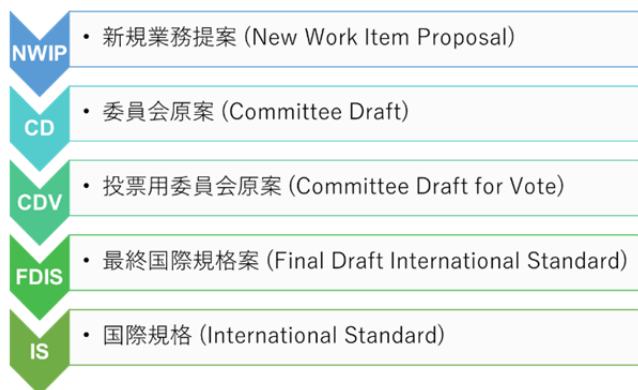 NWIP
• 新規業務提案 (New Work Item Proposal)
CD
• 委員会原案 (Committee Draft)
CDV
• 投票用委員会原案 (Committee Draft for Vote)
FDIS
• 最終国際規格案 (Final Draft International Standard)
IS
• 国際規格 (International Standard)